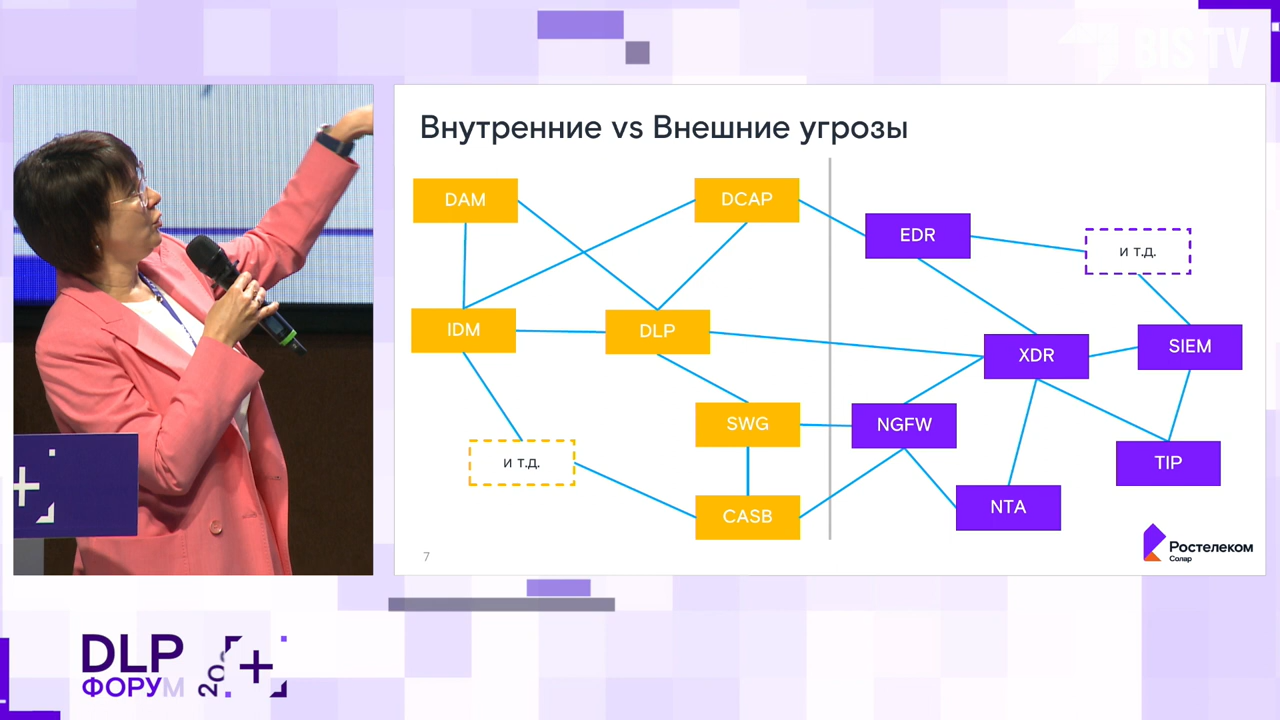 BIS TV
Внутренние vs Внешние угрозы
DAM
DCAP
EDR
и т.д.
IDM
DLP
XDR
SIEM
SWG
NGFW
и т.д.
TIP
CASB
NTA
7
Ростелеком
Солар
DLP
ФОРУМ